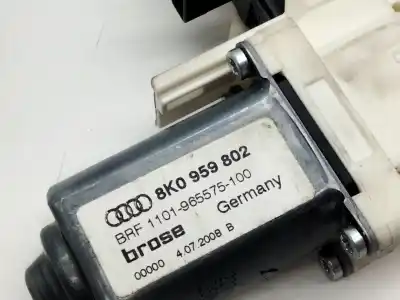 8K0 959 802
BRF 1101-965575-100
brose Germany
00000 4.07.2008 B